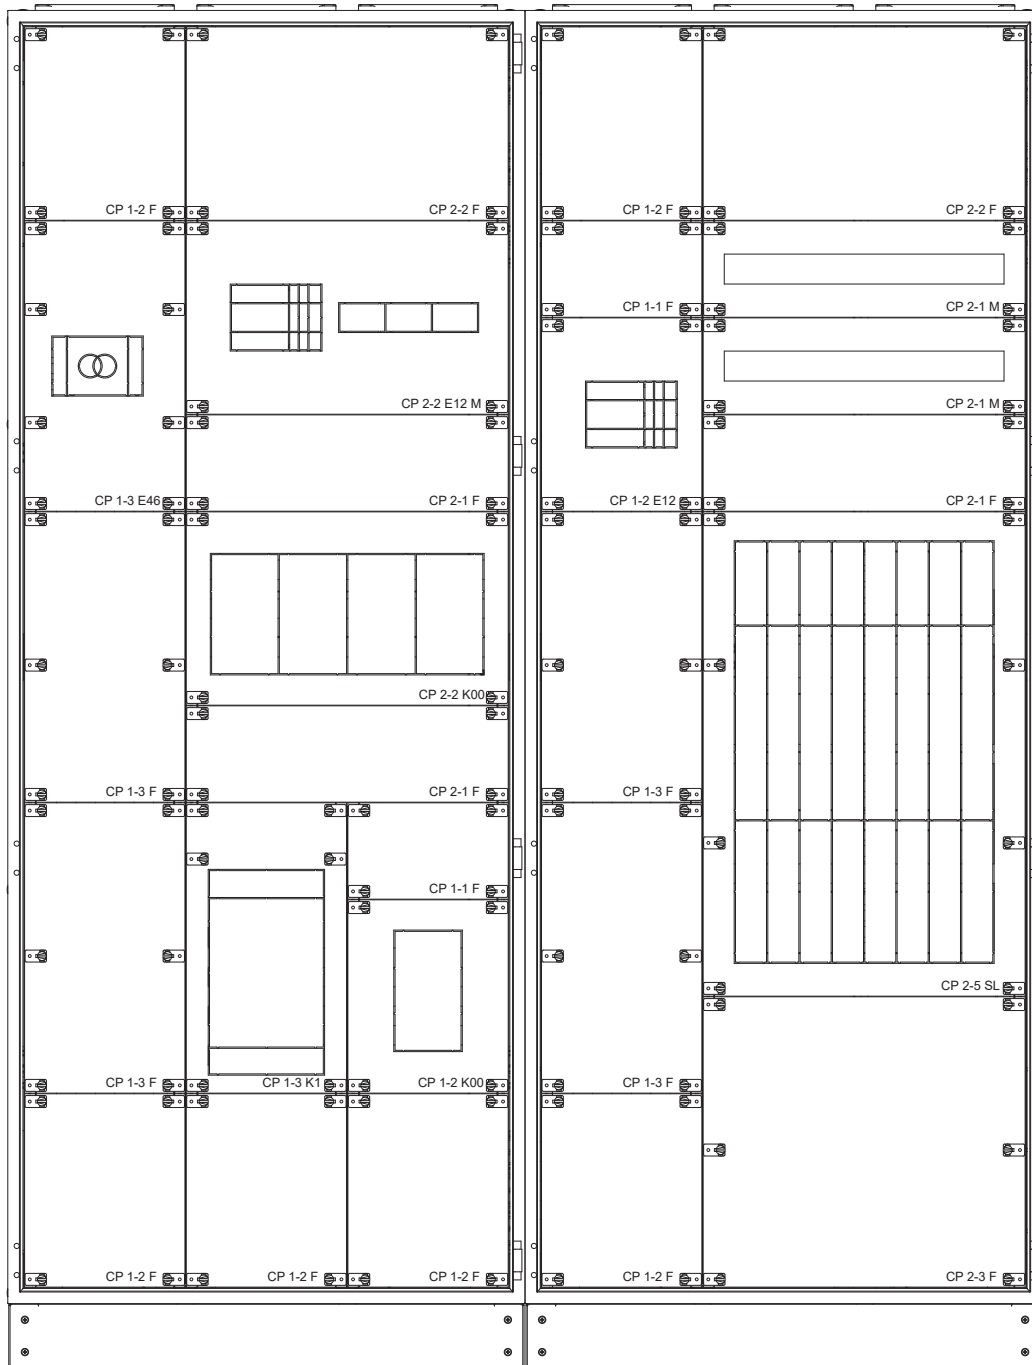 CP 1-2 F CP 2-2 F CP 1-2 F CP 2-2 F
CP 1-1 F CP 2-1 M
CP 2-2 E12 M CP 2-1 M
CP 1-3 E46 CP 2-1 F CP 1-2 E12 CP 2-1 F
CP 2-2 K00
CP 1-3 F CP 2-1 F CP 1-3 F
CP 1-1 F
CP 2-5 SL
CP 1-3 F CP 1-3 K1 CP 1-2 K00 CP 1-3 F
CP 1-2 F CP 1-2 F CP 1-2 F CP 1-2 F CP 2-3 F